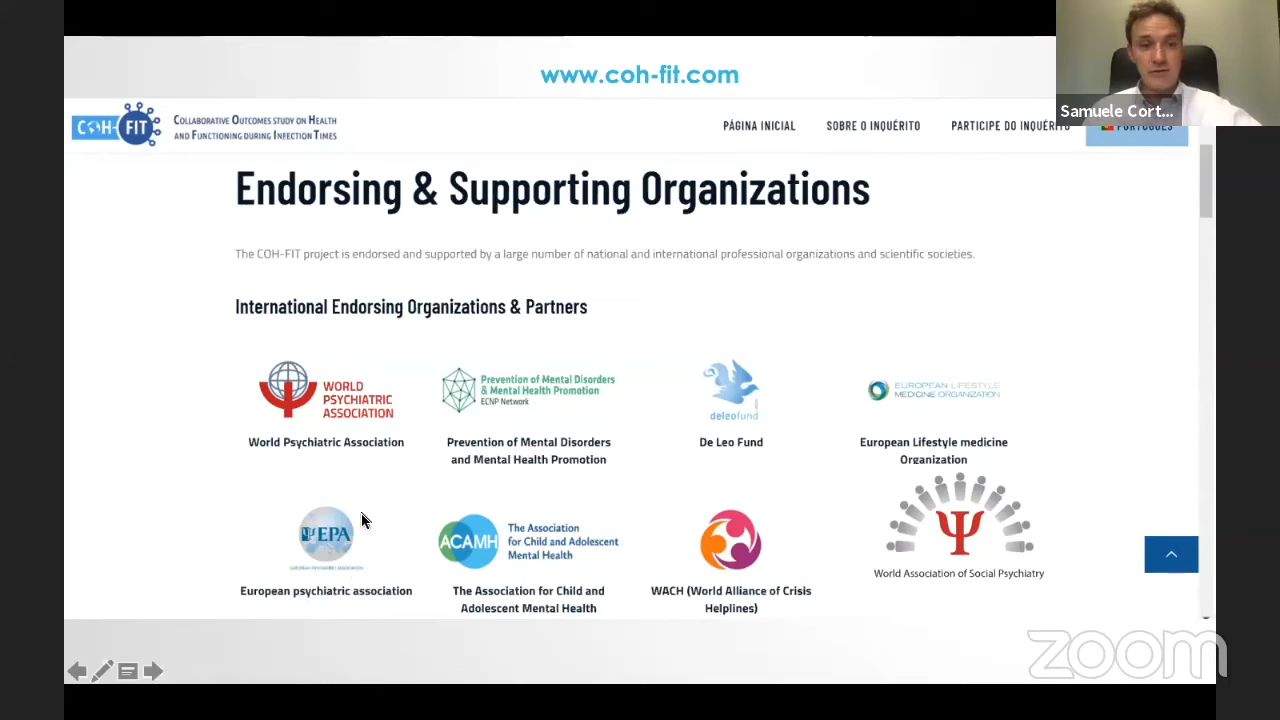 www.coh-fit.com
Samuele Cort...
COH-FIT
COLLABORATIVE OUTCOMES STUDY ON HEALTH
AND FUNCTIONING DURING INFECTION TIMES
PÁGINA INICIAL
SOBRE O INQUÉRITO
PARTICIPE DO INQUÉRITO
PORTUGUÊS
Endorsing & Supporting Organizations
The COH-FIT project is endorsed and supported by a large number of national and international professional organizations and scientific societies.
International Endorsing Organizations & Partners
WORLD
PSYCHIATRIC
ASSOCIATION
Prevention of Mental Disorders
& Mental Health Promotion
ECNP Network
deleofund
EUROPEAN LIFESTYLE
MEDICINE ORGANIZATION
World Psychiatric Association
Prevention of Mental Disorders
and Mental Health Promotion
De Leo Fund
European Lifestyle medicine
Organization
ΨEPA
EUROPEAN PSYCHIATRIC ASSOCIATION
ACAMH
The Association
for Child and Adolescent
Mental Health
Ψ
World Association of Social Psychiatry
European psychiatric association
The Association for Child and
Adolescent Mental Health
WACH (World Alliance of Crisis
Helplines)
zoom